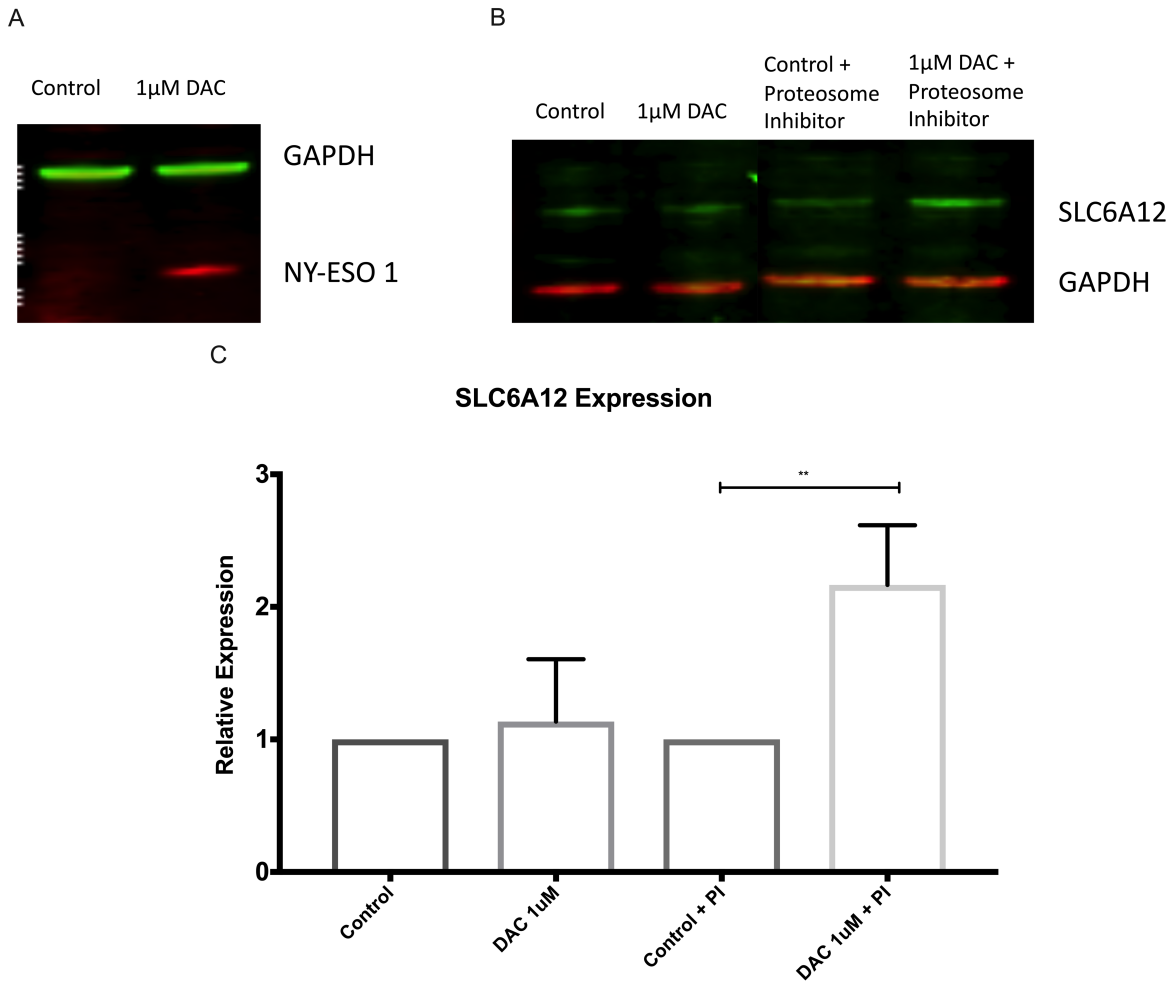 A
Control
1µM DAC
GAPDH
NY-ESO 1
B
Control
1µM DAC
Control +
Proteosome
Inhibitor
1µM DAC +
Proteosome
Inhibitor
SLC6A12
GAPDH
C
SLC6A12 Expression
Relative Expression
3
2
1
0
**
Control
DAC 1uM
Control + PI
DAC 1uM + PI